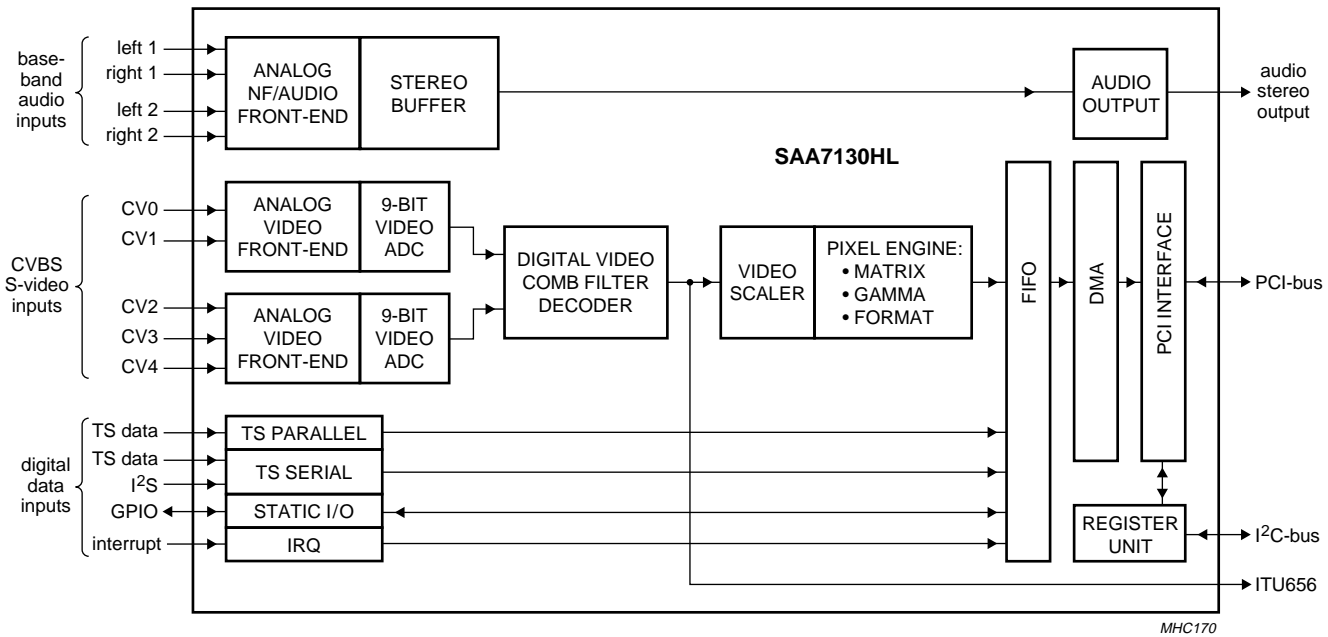 base-
band
audio
inputs
left 1
right 1
left 2
right 2
ANALOG
NF/AUDIO
FRONT-END
STEREO
BUFFER
AUDIO
OUTPUT
audio
stereo
output
SAA7130HL
CVBS
S-video
inputs
CV0
CV1
CV2
CV3
CV4
ANALOG
VIDEO
FRONT-END
9-BIT
VIDEO
ADC
ANALOG
VIDEO
FRONT-END
9-BIT
VIDEO
ADC
DIGITAL VIDEO
COMB FILTER
DECODER
VIDEO
SCALER
PIXEL ENGINE:
• MATRIX
• GAMMA
• FORMAT
FIFO
DMA
PCI INTERFACE
PCI-bus
digital
data
inputs
TS data
TS data
I2S
GPIO
interrupt
TS PARALLEL
TS SERIAL
STATIC I/O
IRQ
REGISTER
UNIT
I2C-bus
ITU656
MHC170